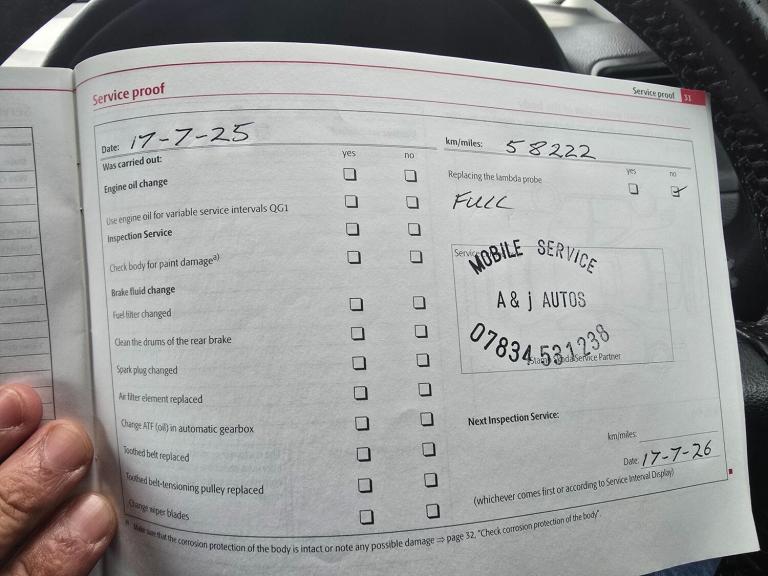 Service proof
Service proof 31
Date: 17-7-25
km/miles: 58222
Was carried out:
yes no
Engine oil change
Use engine oil for variable service intervals QG1
Inspection Service
Check body for paint damage a)
Brake fluid change
Fuel filter changed
Clean the drums of the rear brake
Spark plug changed
Air filter element replaced
Change ATF (oil) in automatic gearbox
Toothed belt replaced
Toothed belt-tensioning pulley replaced
Change wiper blades
yes no
Replacing the lambda probe
FULL
MOBILE SERVICE
A & j AUTOS
07834 531238
Service Partner
Next Inspection Service:
km/miles:
Date: 17-7-26
(whichever comes first or according to Service Interval Display)
a) Make sure that the corrosion protection of the body is intact or note any possible damage ⇒ page 32, "Check corrosion protection of the body".